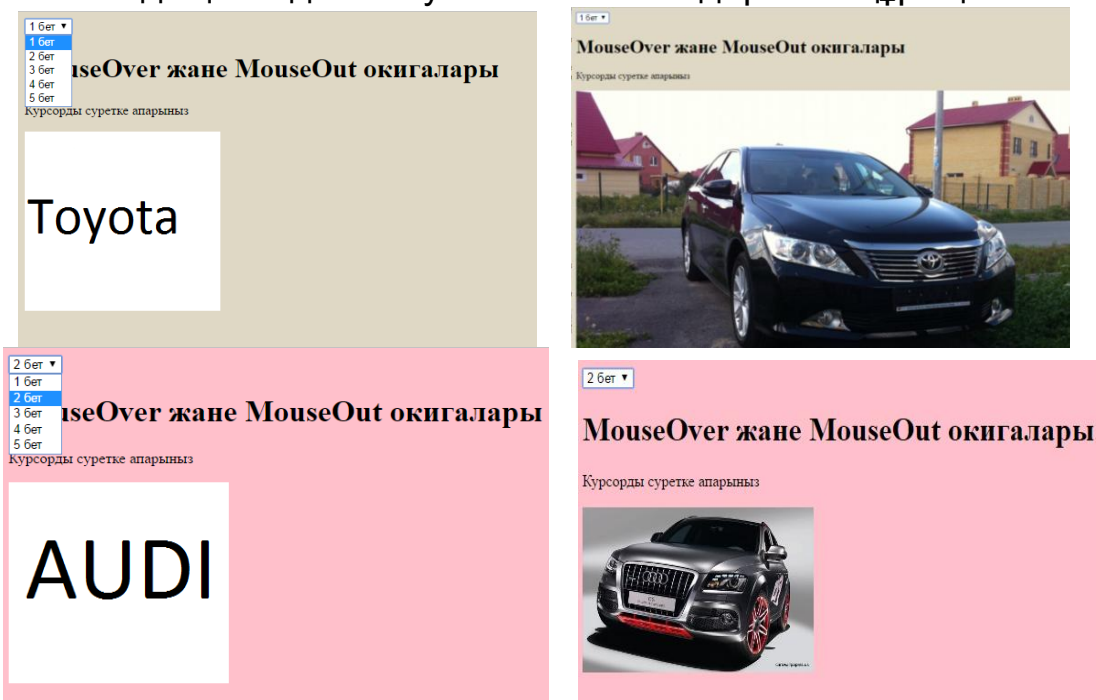 1 бет
1 бет
2 бет
3 бет
4 бет
5 бет
useOver жане MouseOut окигалары
Курсорды суретке апарыныз
Toyota
1 бет
MouseOver жане MouseOut окигалары
Курсорды суретке апарыныз
2 бет
1 бет
2 бет
3 бет
4 бет
5 бет
useOver жане MouseOut окигалары
Курсорды суретке апарыныз
AUDI
2 бет
MouseOver жане MouseOut окигалары
Курсорды суретке апарыныз